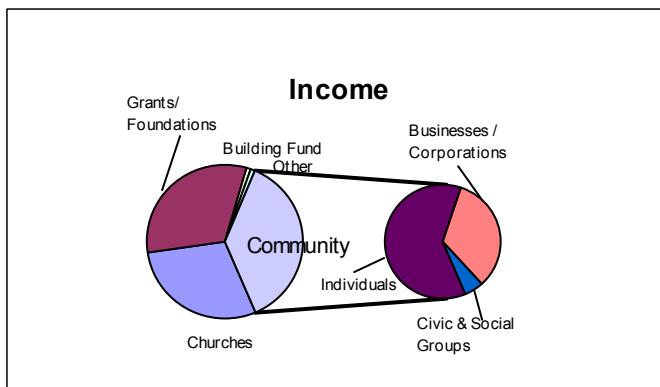 Income
Grants/
Foundations
Building Fund
Other
Businesses /
Corporations
Community
Individuals
Civic & Social
Groups
Churches